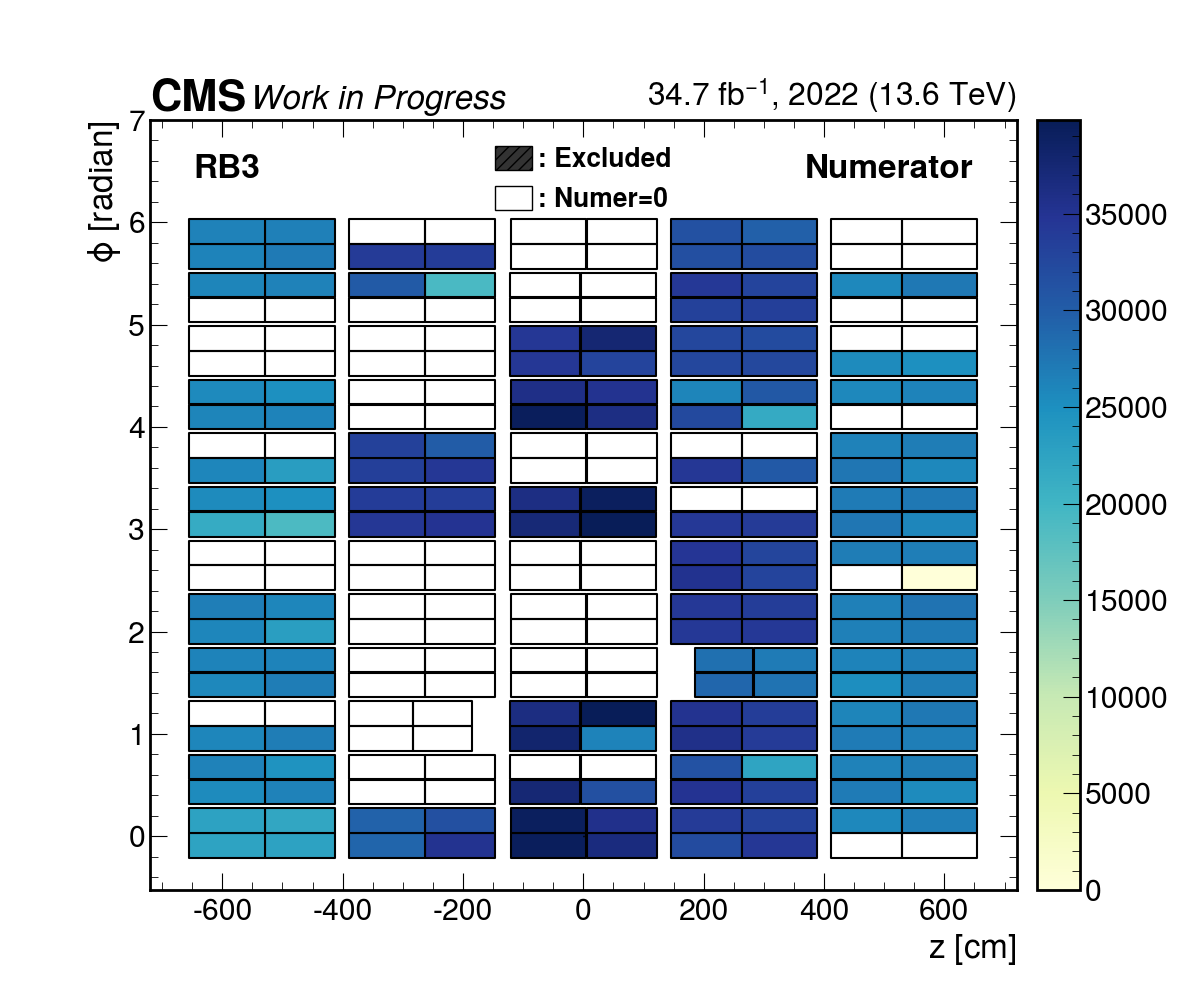 CMS Work in Progress 34.7 fb⁻¹, 2022 (13.6 TeV)
RB3 : Excluded Numerator
: Numer=0
ϕ [radian]
7
6
5
4
3
2
1
0
-600 -400 -200 0 200 400 600
z [cm]
35000
30000
25000
20000
15000
10000
5000
0